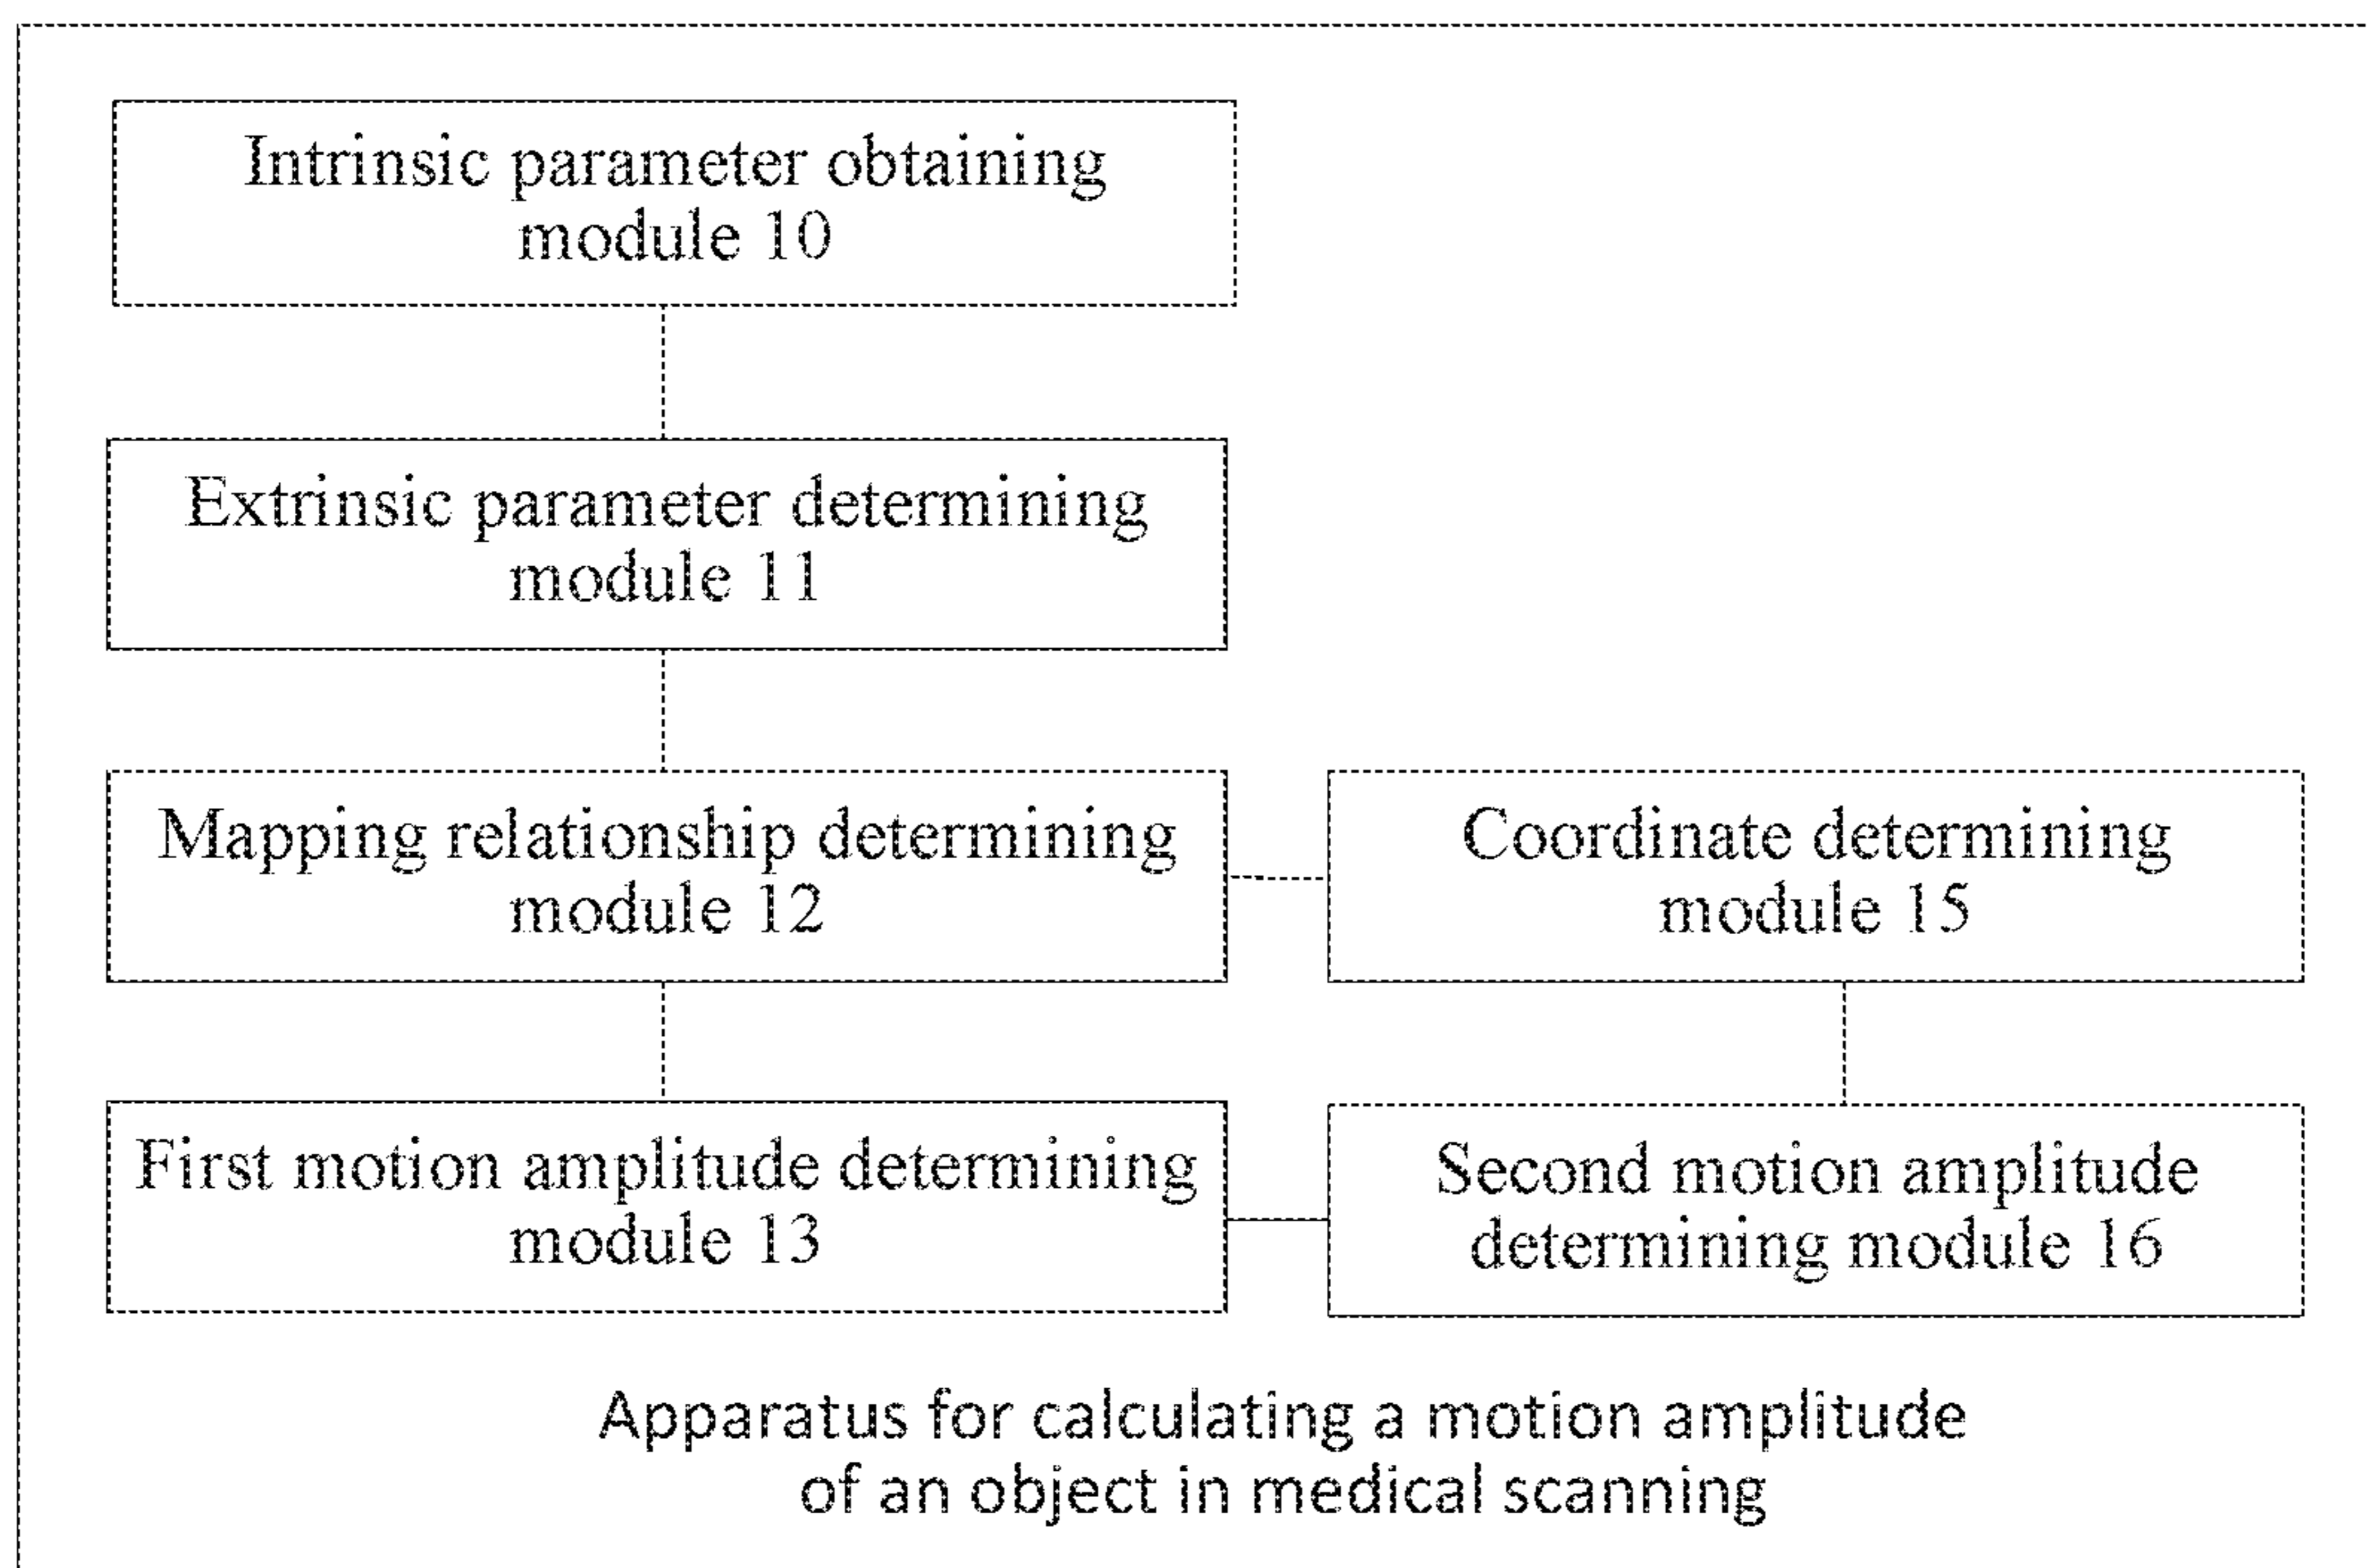 Intrinsic parameter obtaining
module 10
Extrinsic parameter determining
module 11
Mapping relationship determining
module 12
Coordinate determining
module 15
First motion amplitude determining
module 13
Second motion amplitude
determining module 16
Apparatus for calculating a motion amplitude
of an object in medical scanning